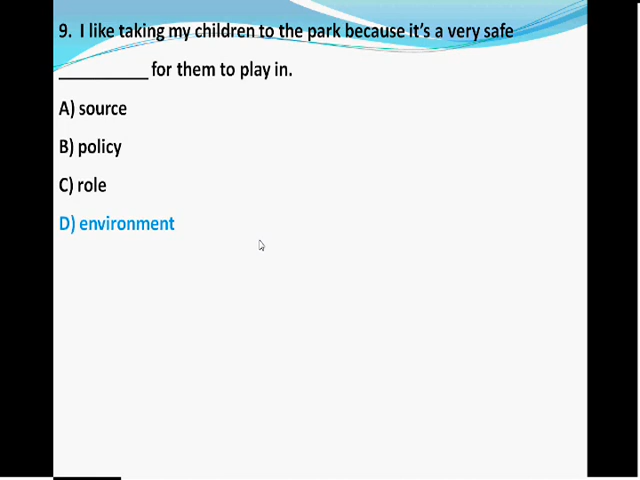 9. I like taking my children to the park because it's a very safe
__________ for them to play in.
A) source
B) policy
C) role
D) environment